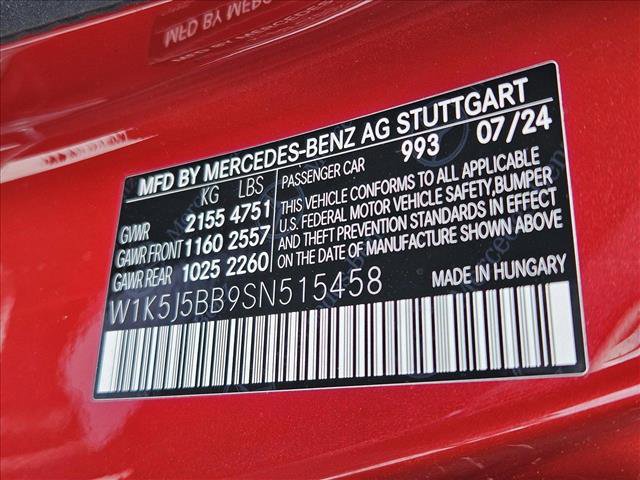 MFD BY MERCEDES-BENZ AG STUTTGART
KG LBS PASSENGER CAR 993 07/24
GVWR 2155 4751
GAWR FRONT 1160 2557
GAWR REAR 1025 2260
THIS VEHICLE CONFORMS TO ALL APPLICABLE
U.S. FEDERAL MOTOR VEHICLE SAFETY,BUMPER
AND THEFT PREVENTION STANDARDS IN EFFECT
ON THE DATE OF MANUFACTURE SHOWN ABOVE
W1K5J5BB9SN515458 MADE IN HUNGARY